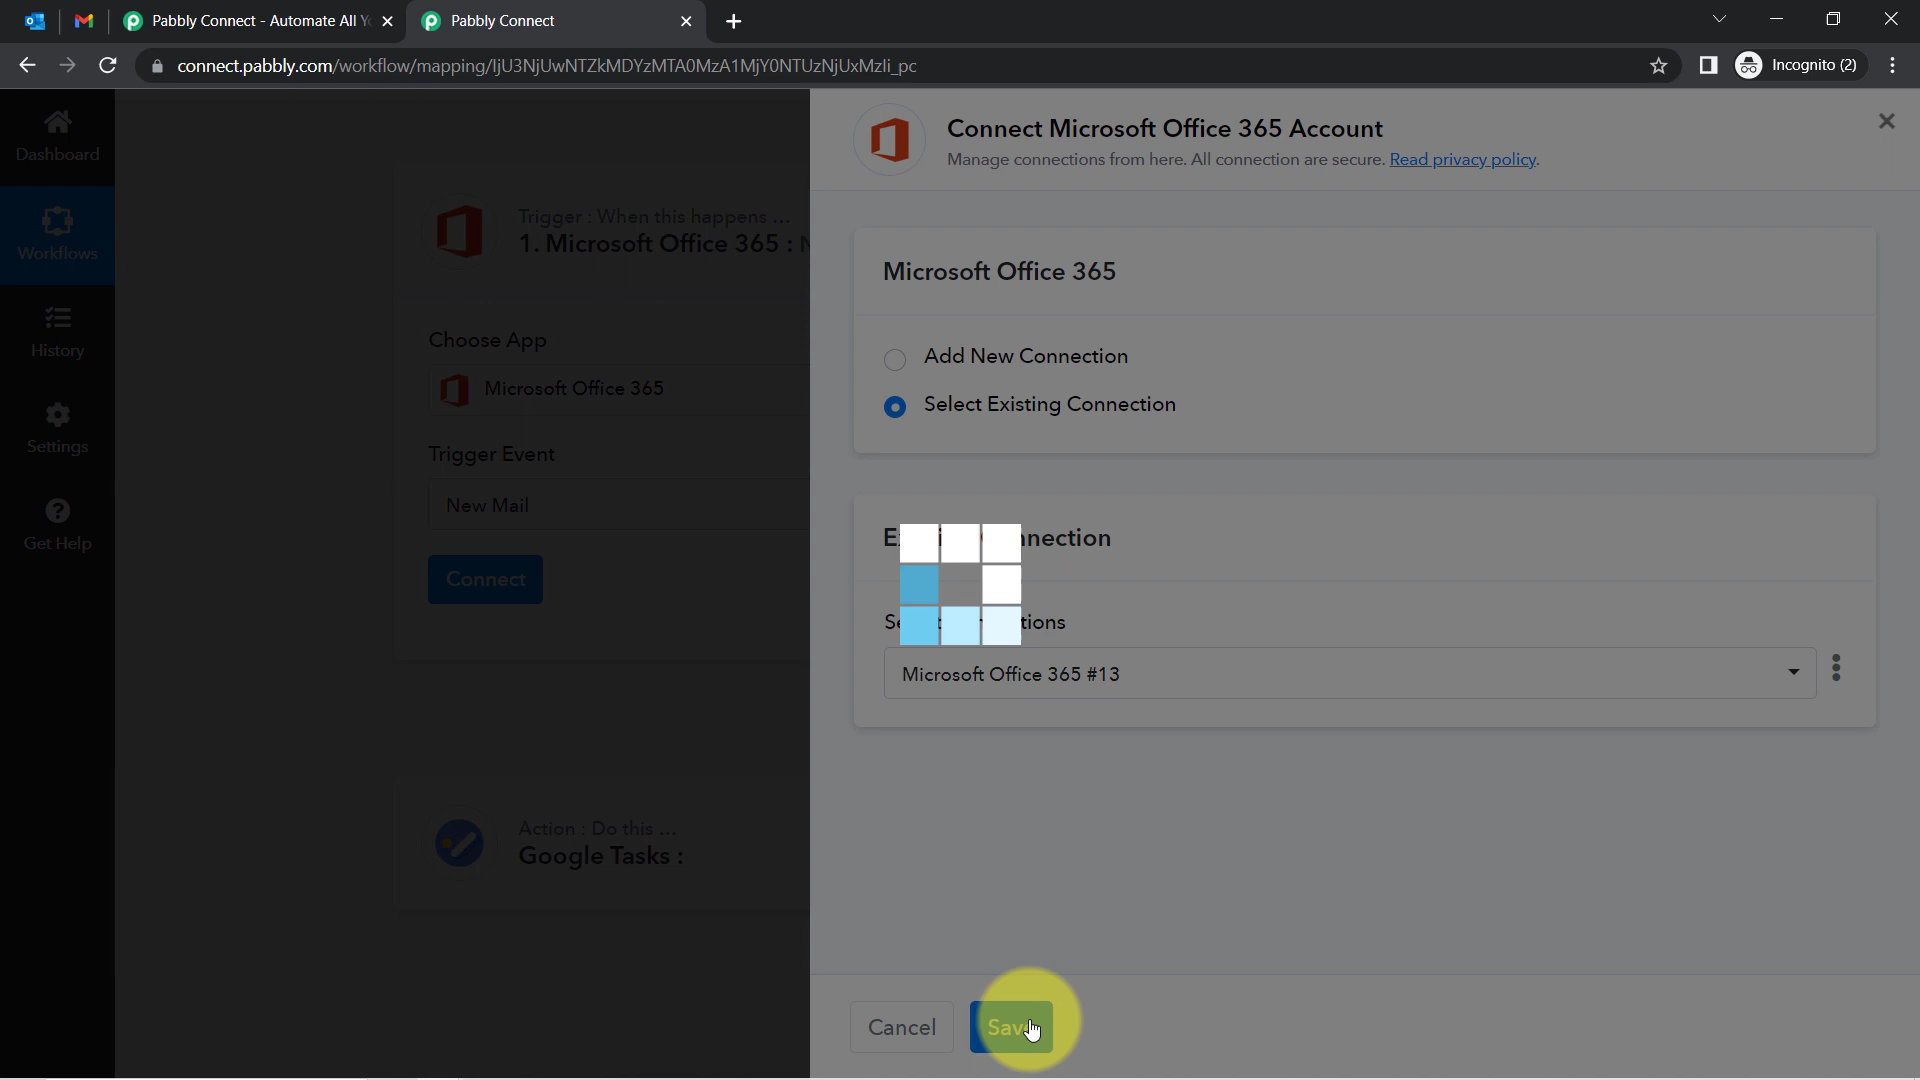 Pabbly Connect - Automate All Y
Pabbly Connect
connect.pabbly.com/workflow/mapping/IjU3NjUwNTZkMDYzMTA0MzA1MjY0NTUzNjUxMzIi_pc
Incognito (2)
Dashboard
Workflows
History
Settings
Get Help
Trigger : When this happens ...
1. Microsoft Office 365 :
Choose App
Microsoft Office 365
Trigger Event
New Mail
Connect
Action : Do this ...
Google Tasks :
Connect Microsoft Office 365 Account
Manage connections from here. All connection are secure. Read privacy policy.
Microsoft Office 365
Add New Connection
Select Existing Connection
Microsoft Office 365 #13
Cancel
Save